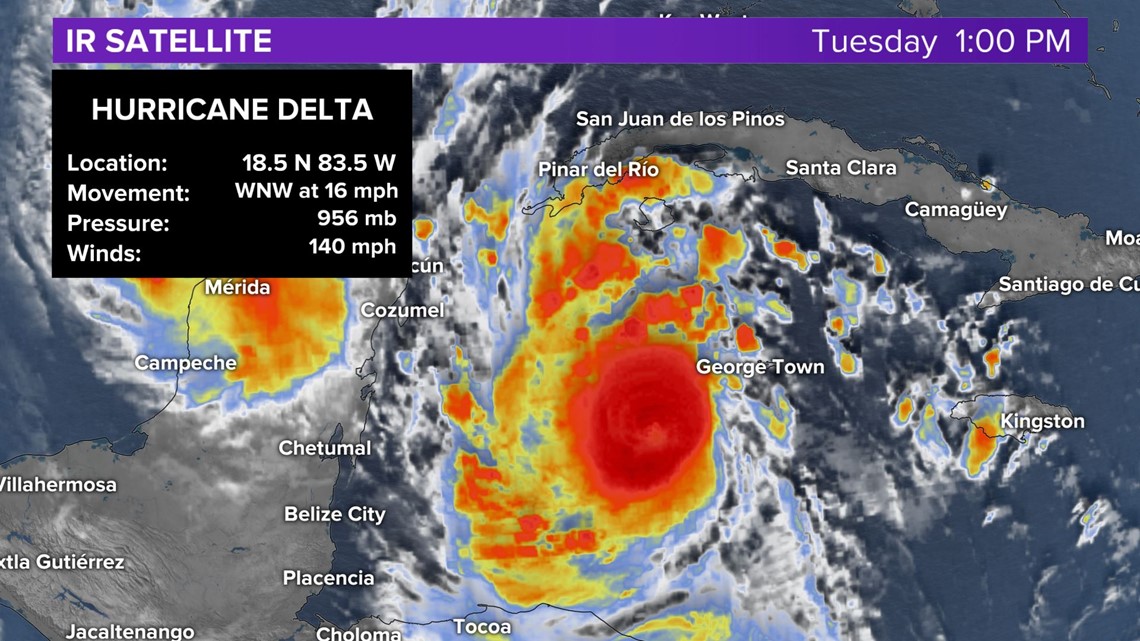 IR SATELLITE
Tuesday 1:00 PM
HURRICANE DELTA
Location: 18.5 N 83.5 W
Movement: WNW at 16 mph
Pressure: 956 mb
Winds: 140 mph
San Juan de los Pinos
Pinar del Río
Santa Clara
Camagüey
Moa
Santiago de Cu
cún
Mérida
Cozumel
Campeche
George Town
Kingston
Chetumal
Villahermosa
Belize City
xtla Gutiérrez
Placencia
Jacaltenango
Choloma
Tocoa